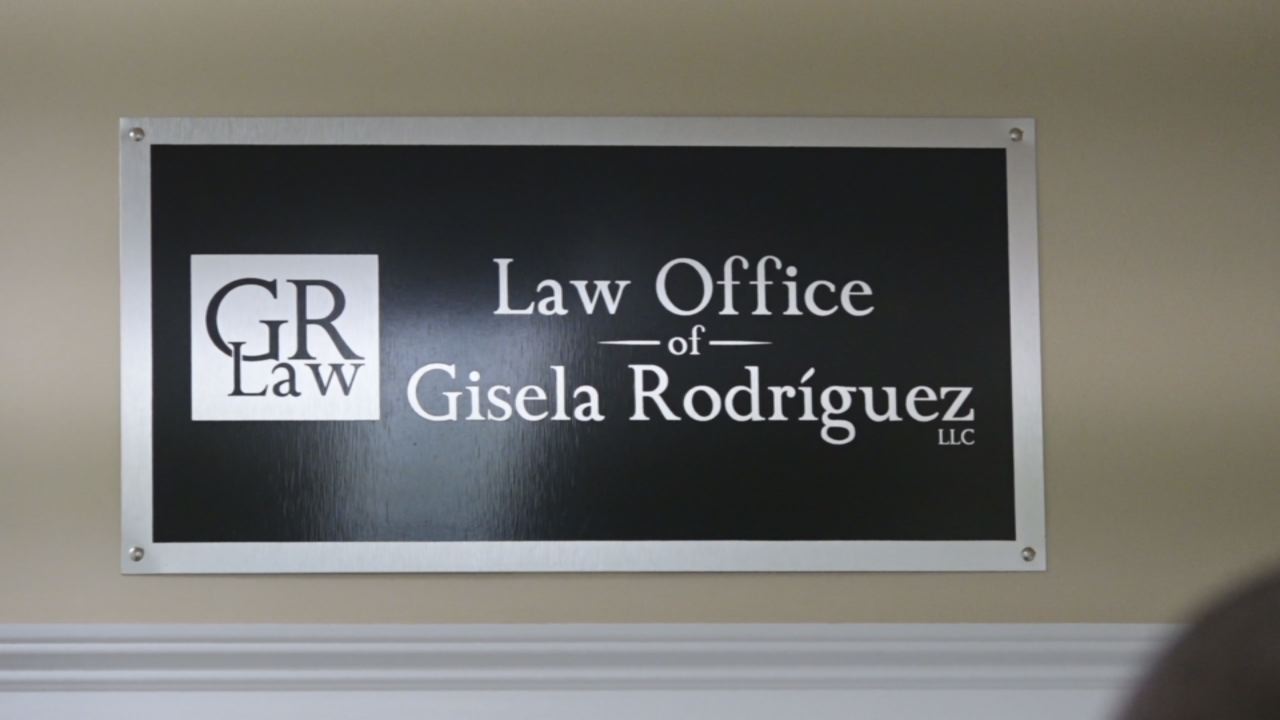 GR
Law
Law Office
of
Gisela Rodríguez
LLC